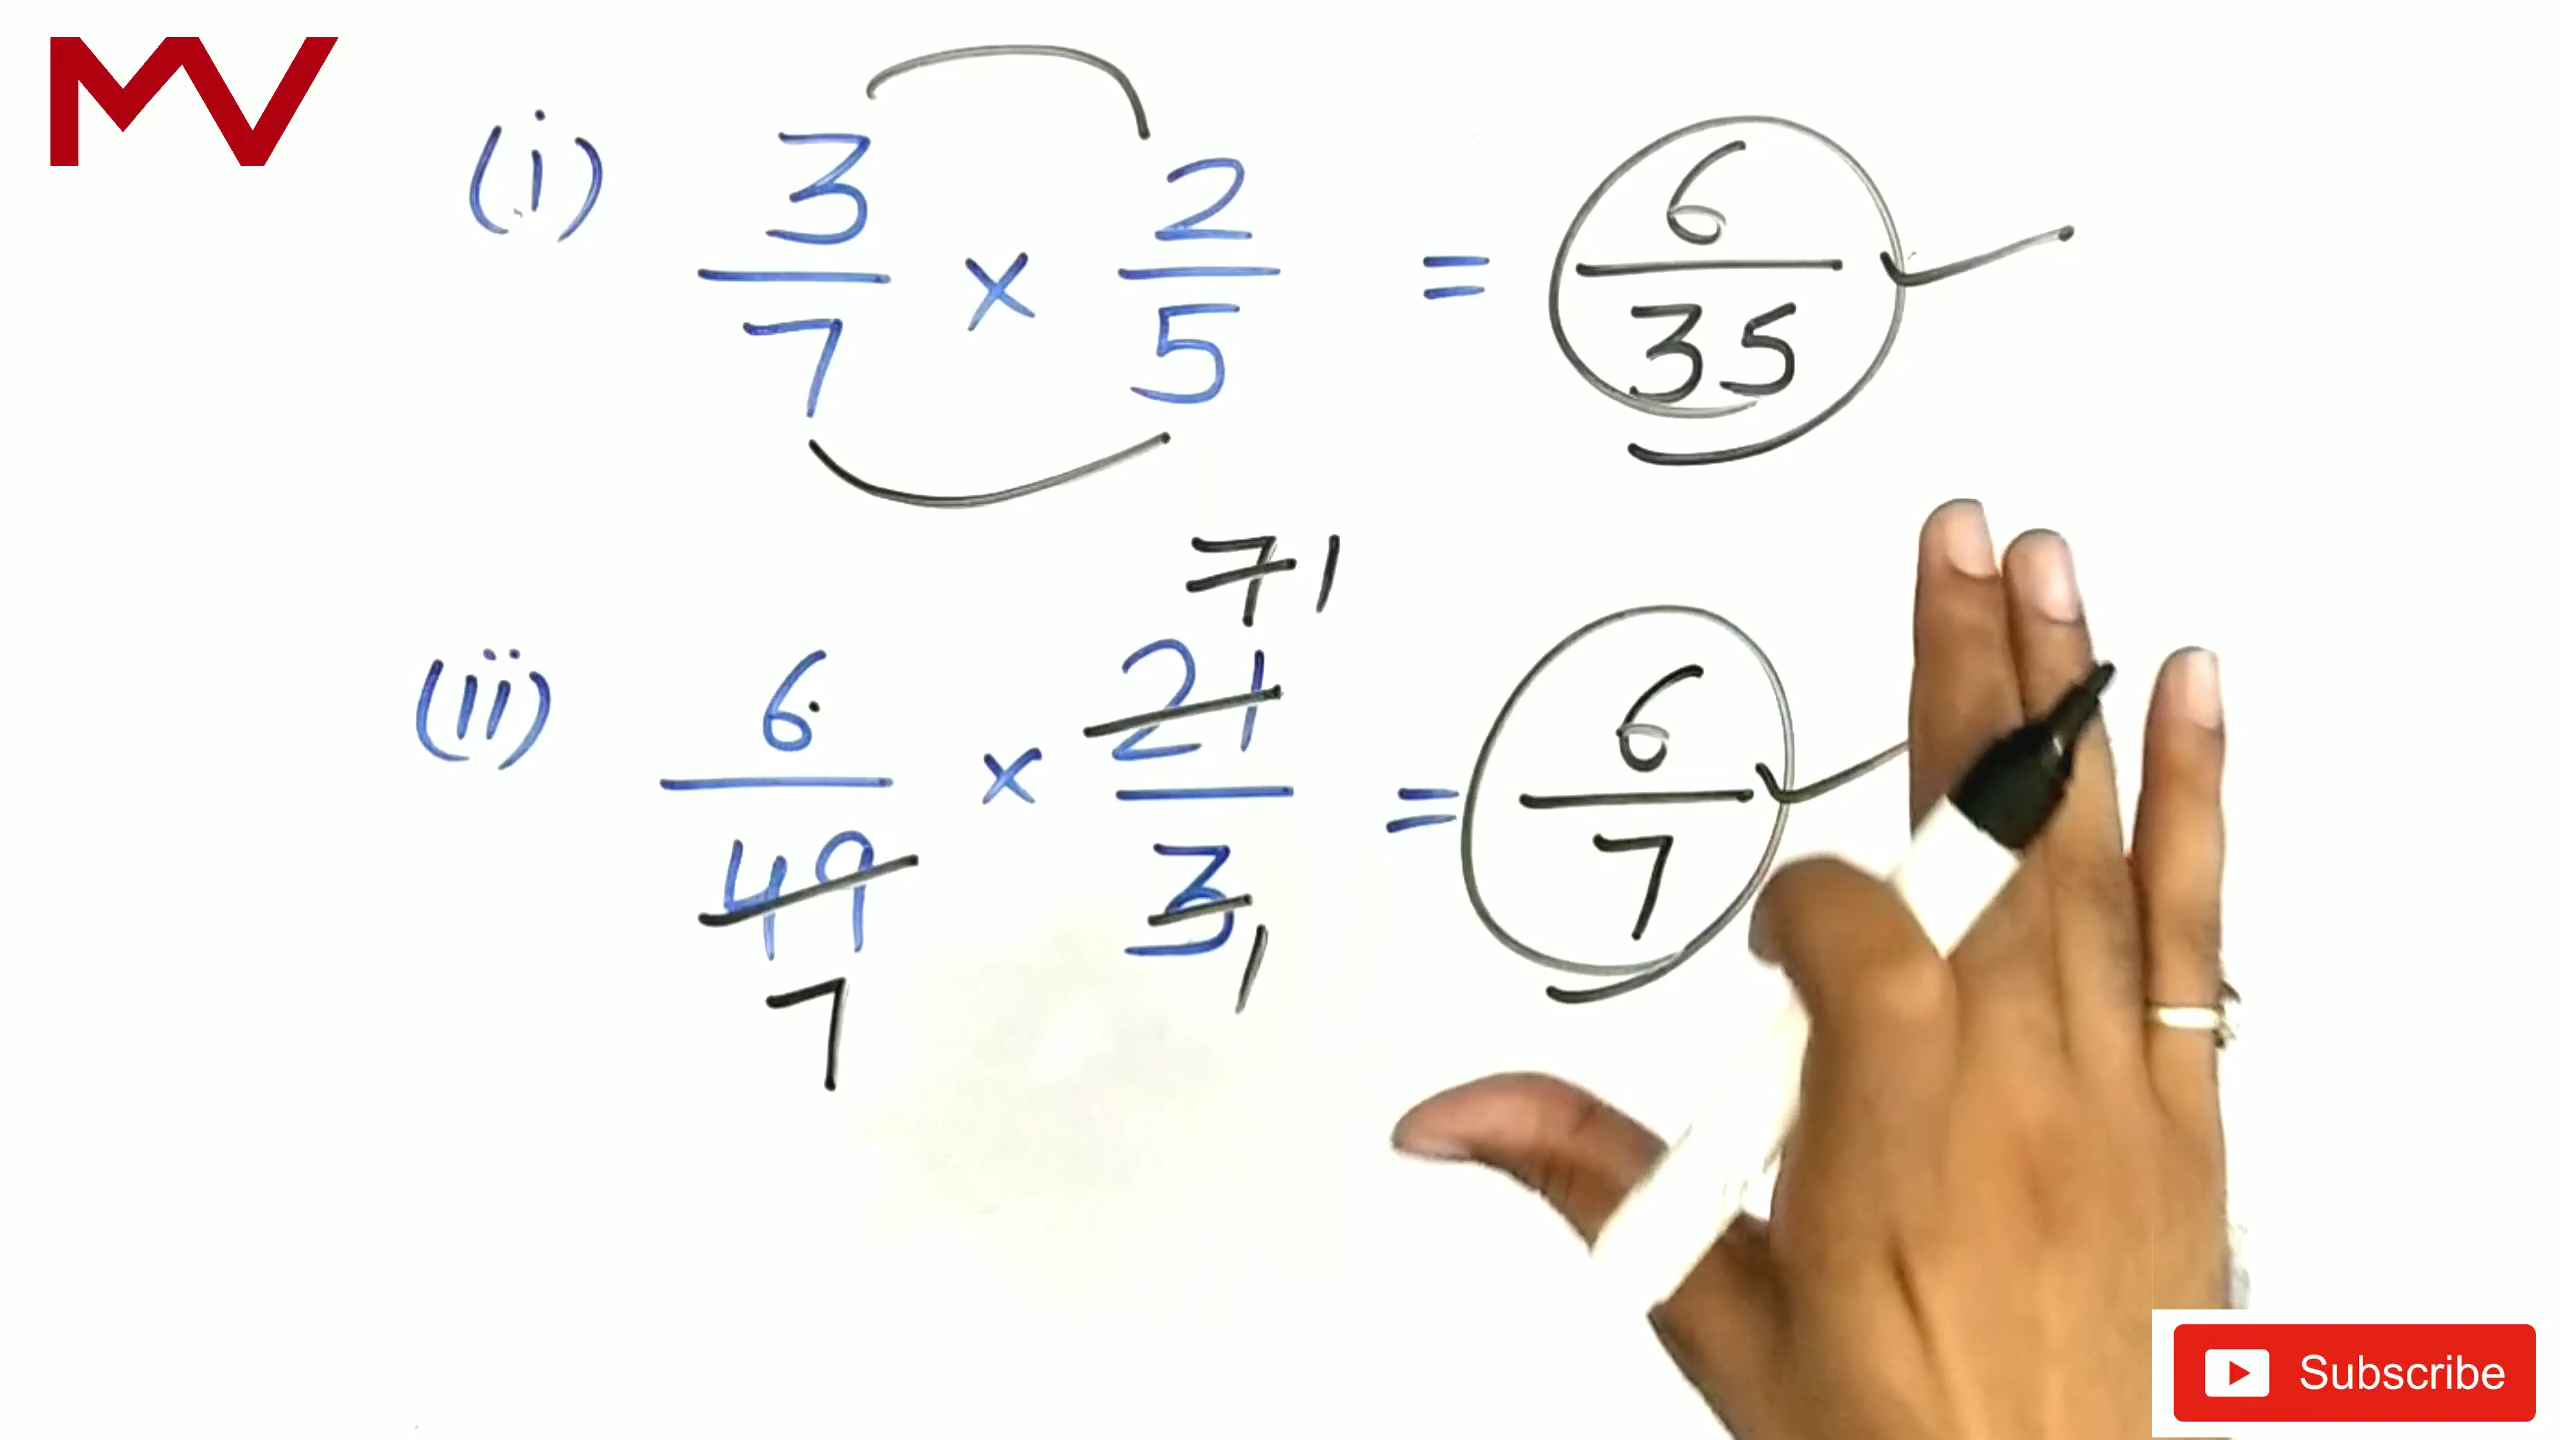 MV
(i) 3/7 × 2/5 = 6/35
7 1
(ii) 6/49 × 21/3 = 6/7
7 1
Subscribe